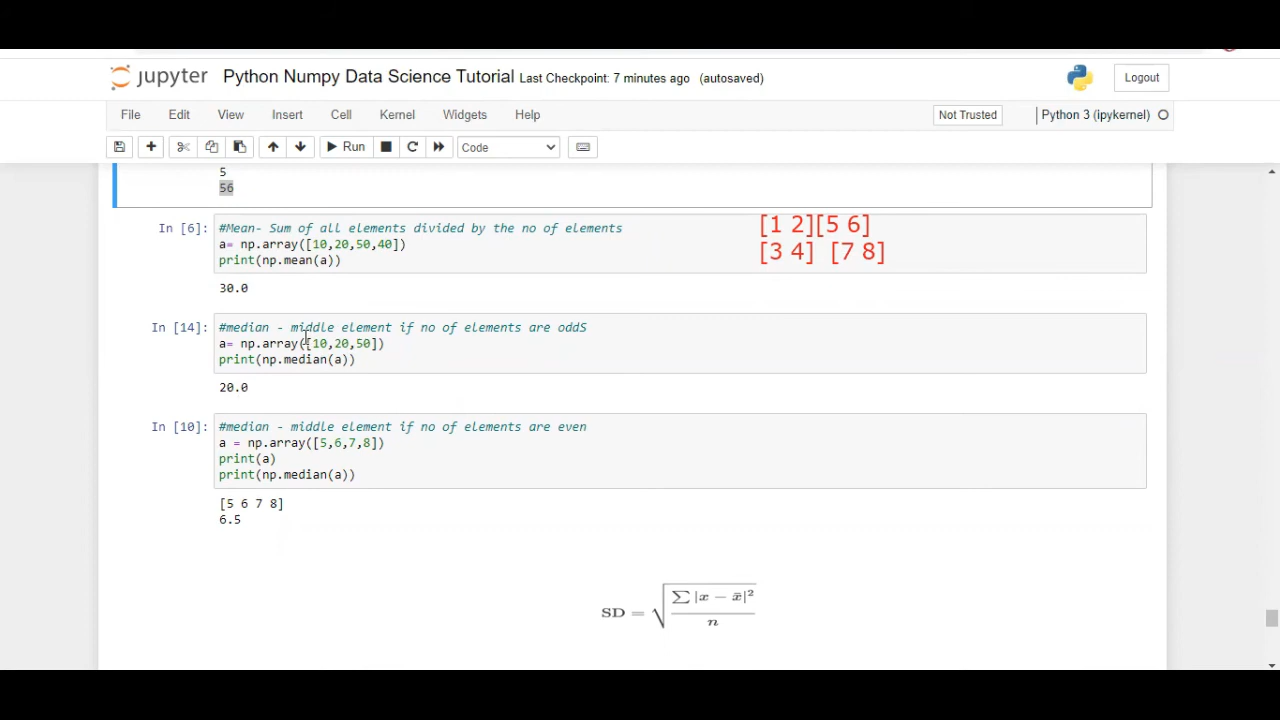 jupyter Python Numpy Data Science Tutorial Last Checkpoint: 7 minutes ago (autosaved) Logout
File Edit View Insert Cell Kernel Widgets Help Not Trusted Python 3 (ipykernel)
Run Code
5
56
In [6]: #Mean- Sum of all elements divided by the no of elements
a= np.array([10,20,50,40])
print(np.mean(a))
[1 2][5 6]
[3 4] [7 8]
30.0
In [14]: #median - middle element if no of elements are oddS
a= np.array([10,20,50])
print(np.median(a))
20.0
In [10]: #median - middle element if no of elements are even
a = np.array([5,6,7,8])
print(a)
print(np.median(a))
[5 6 7 8]
6.5
SD = √(∑|x − x̄|²/n)